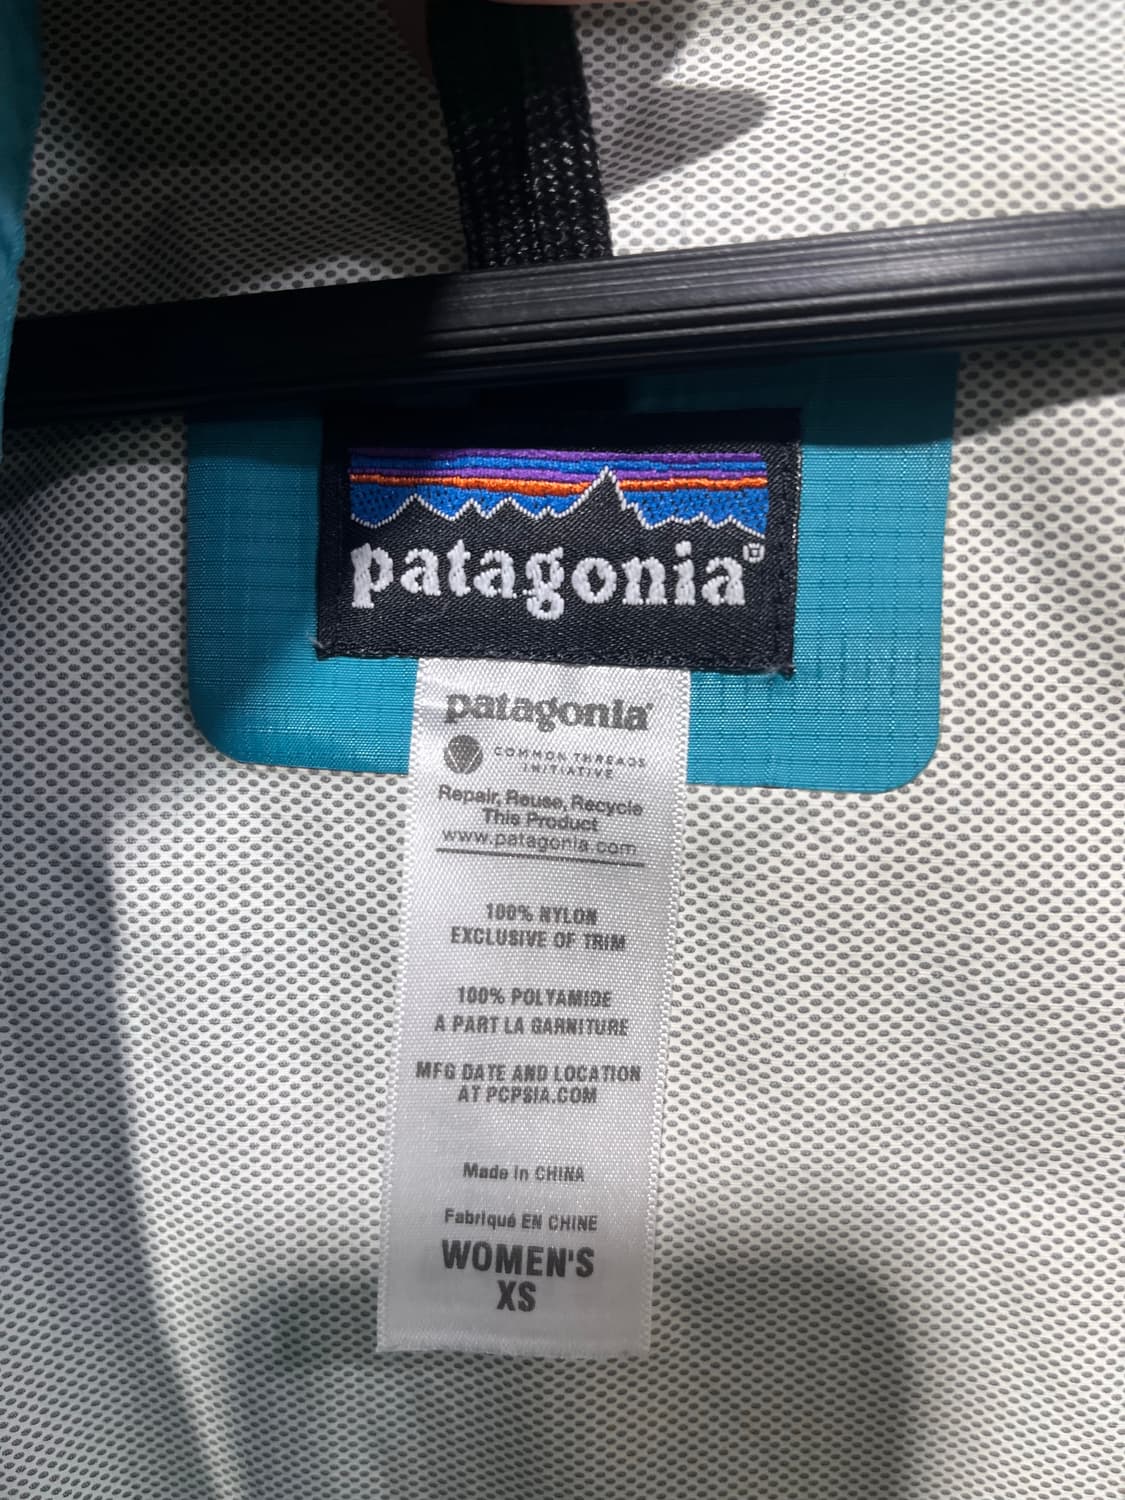 patagonia®
patagonia®
COMMON THREADS
INITIATIVE
Repair, Reuse, Recycle
This Product
www.patagonia.com
100% NYLON
EXCLUSIVE OF TRIM
100% POLYAMIDE
A PART LA GARNITURE
MFG DATE AND LOCATION
AT PCPSIA.COM
Made in CHINA
Fabriqué EN CHINE
WOMEN'S
XS